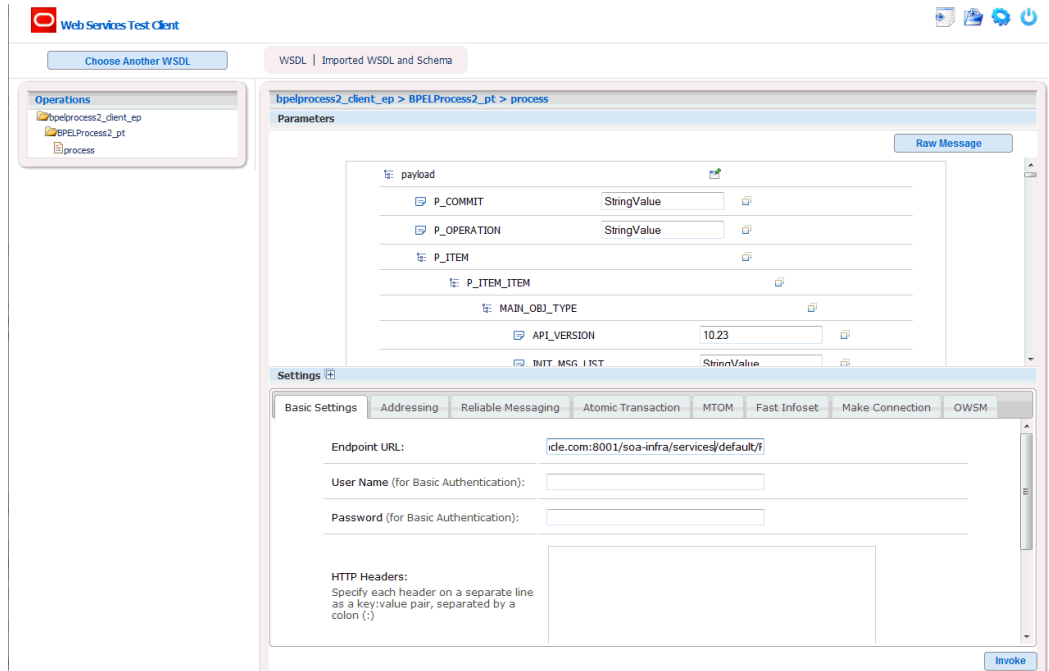 Web Services Test Client
Choose Another WSDL
WSDL | Imported WSDL and Schema
Operations
bpelprocess2_client_ep
BPELProcess2_pt
process
bpelprocess2_client_ep > BPELProcess2_pt > process
Parameters
Raw Message
payload
P_COMMIT StringValue
P_OPERATION StringValue
P_ITEM
P_ITEM_ITEM
MAIN_OBJ_TYPE
API_VERSION 10.23
INIT_MSG_LIST StringValue
Settings
Basic Settings Addressing Reliable Messaging Atomic Transaction MTOM Fast Infoset Make Connection OWSM
Endpoint URL: cle.com:8001/soa-infra/services/default/
User Name (for Basic Authentication):
Password (for Basic Authentication):
HTTP Headers:
Specify each header on a separate line
as a key:value pair, separated by a
colon (:)
Invoke